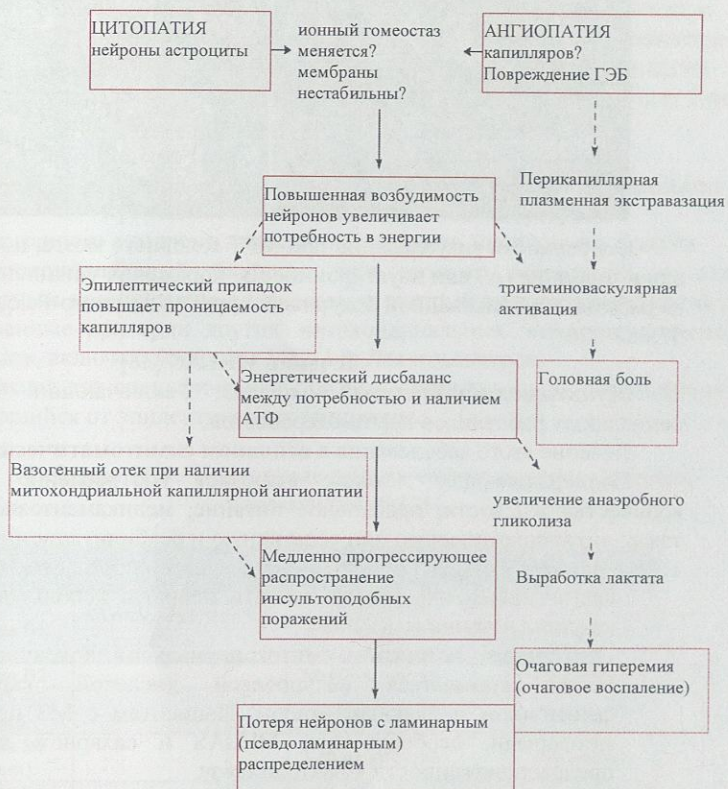 ЦИТОПАТИЯ
нейроны астроциты
ионный гомеостаз
меняется?
мембраны
нестабильны?
АНГИОПАТИЯ
капилляров?
Повреждение ГЭБ
Перикапиллярная
плазменная экстравазация
Повышенная возбудимость
нейронов увеличивает
потребность в энергии
Эпилептический припадок
повышает проницаемость
капилляров
тригеминоваскулярная
активация
Энергетический дисбаланс
между потребностью и наличием
АТФ
Головная боль
Вазогенный отек при наличии
митохондриальной капиллярной ангиопатии
увеличение анаэробного
гликолиза
Медленно прогрессирующее
распространение
инсультоподобных
поражений
Выработка лактата
Очаговая гиперемия
(очаговое воспаление)
Потеря нейронов с ламинарным
(псевдоламинарным)
распределением